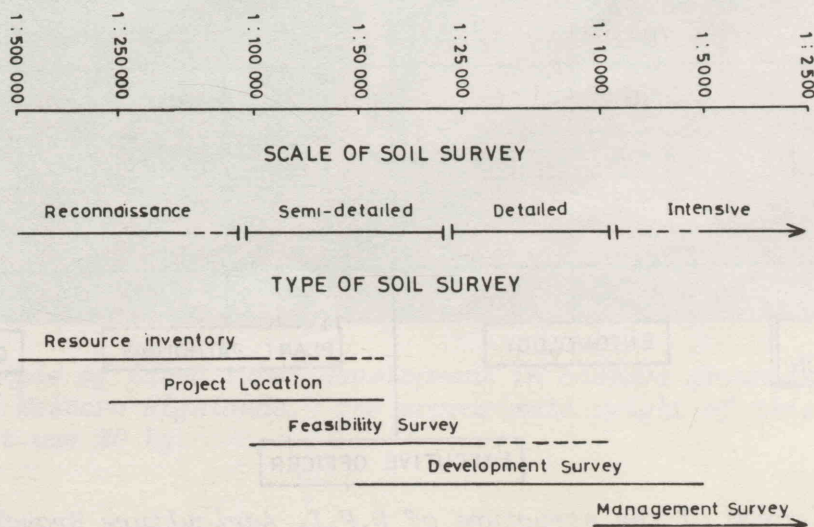 1:500 000
1:250 000
1:100 000
1:50 000
1:25 000
1:10000
1:5000
1:2500
SCALE OF SOIL SURVEY
Reconnaissance Semi-detailed Detailed Intensive
TYPE OF SOIL SURVEY
Resource inventory
Project Location
Feasibility Survey
Development Survey
Management Survey
EXECUTIVE OFFICER